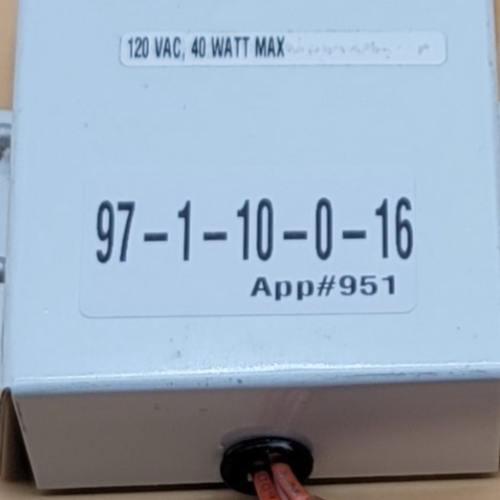 120 VAC, 40 WATT MAX
97-1-10-0-16
App#951